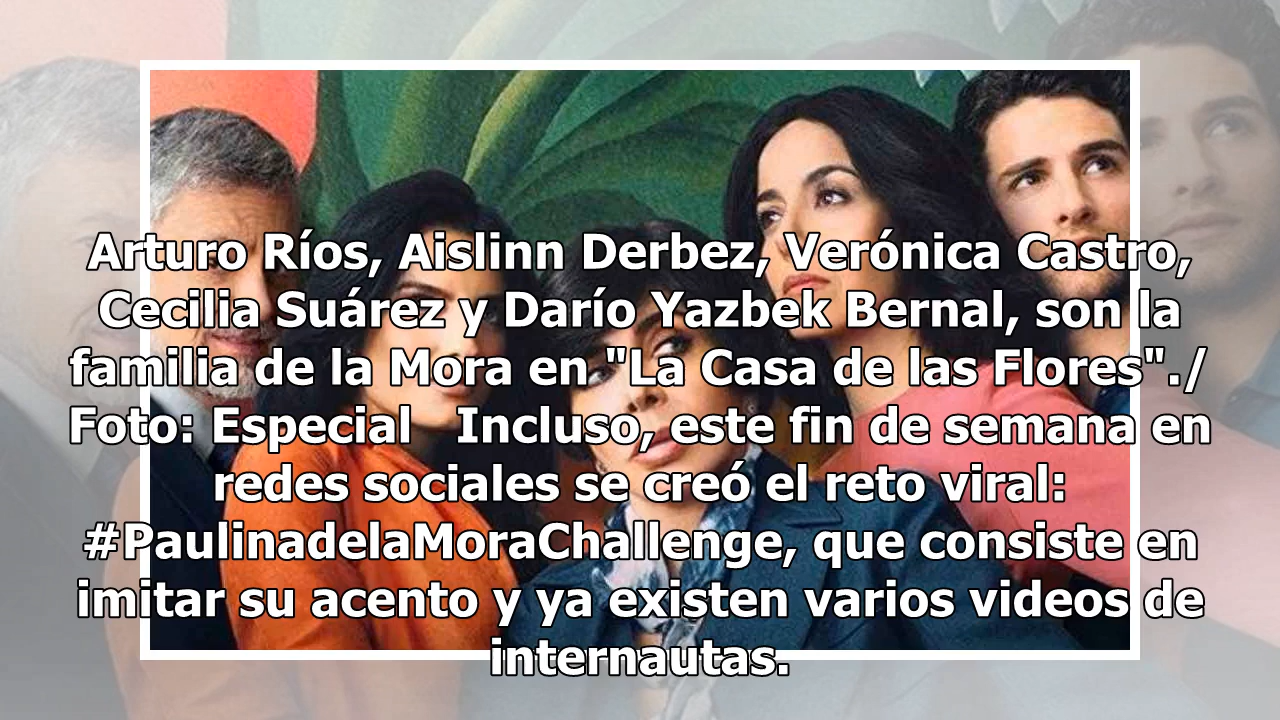 Arturo Ríos, Aislinn Derbez, Verónica Castro,
Cecilia Suárez y Darío Yazbek Bernal, son la
familia de la Mora en "La Casa de las Flores"./
Foto: Especial   Incluso, este fin de semana en
redes sociales se creó el reto viral:
#PaulinadelaMoraChallenge, que consiste en
imitar su acento y ya existen varios videos de
internautas.